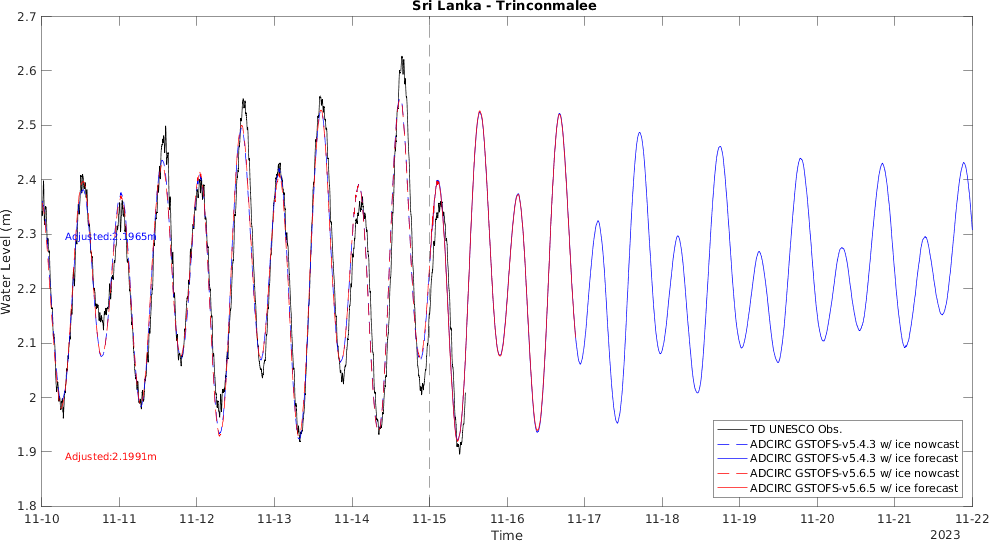 Sri Lanka - Trinconmalee
Water Level (m)
2.7
2.6
2.5
2.4
2.3
2.2
2.1
2
1.9
1.8
Adjusted:2.1965m
Adjusted:2.1991m
TD UNESCO Obs.
ADCIRC GSTOFS-v5.4.3 w/ ice nowcast
ADCIRC GSTOFS-v5.4.3 w/ ice forecast
ADCIRC GSTOFS-v5.6.5 w/ ice nowcast
ADCIRC GSTOFS-v5.6.5 w/ ice forecast
11-10 11-11 11-12 11-13 11-14 11-15 11-16 11-17 11-18 11-19 11-20 11-21 11-22
Time
2023